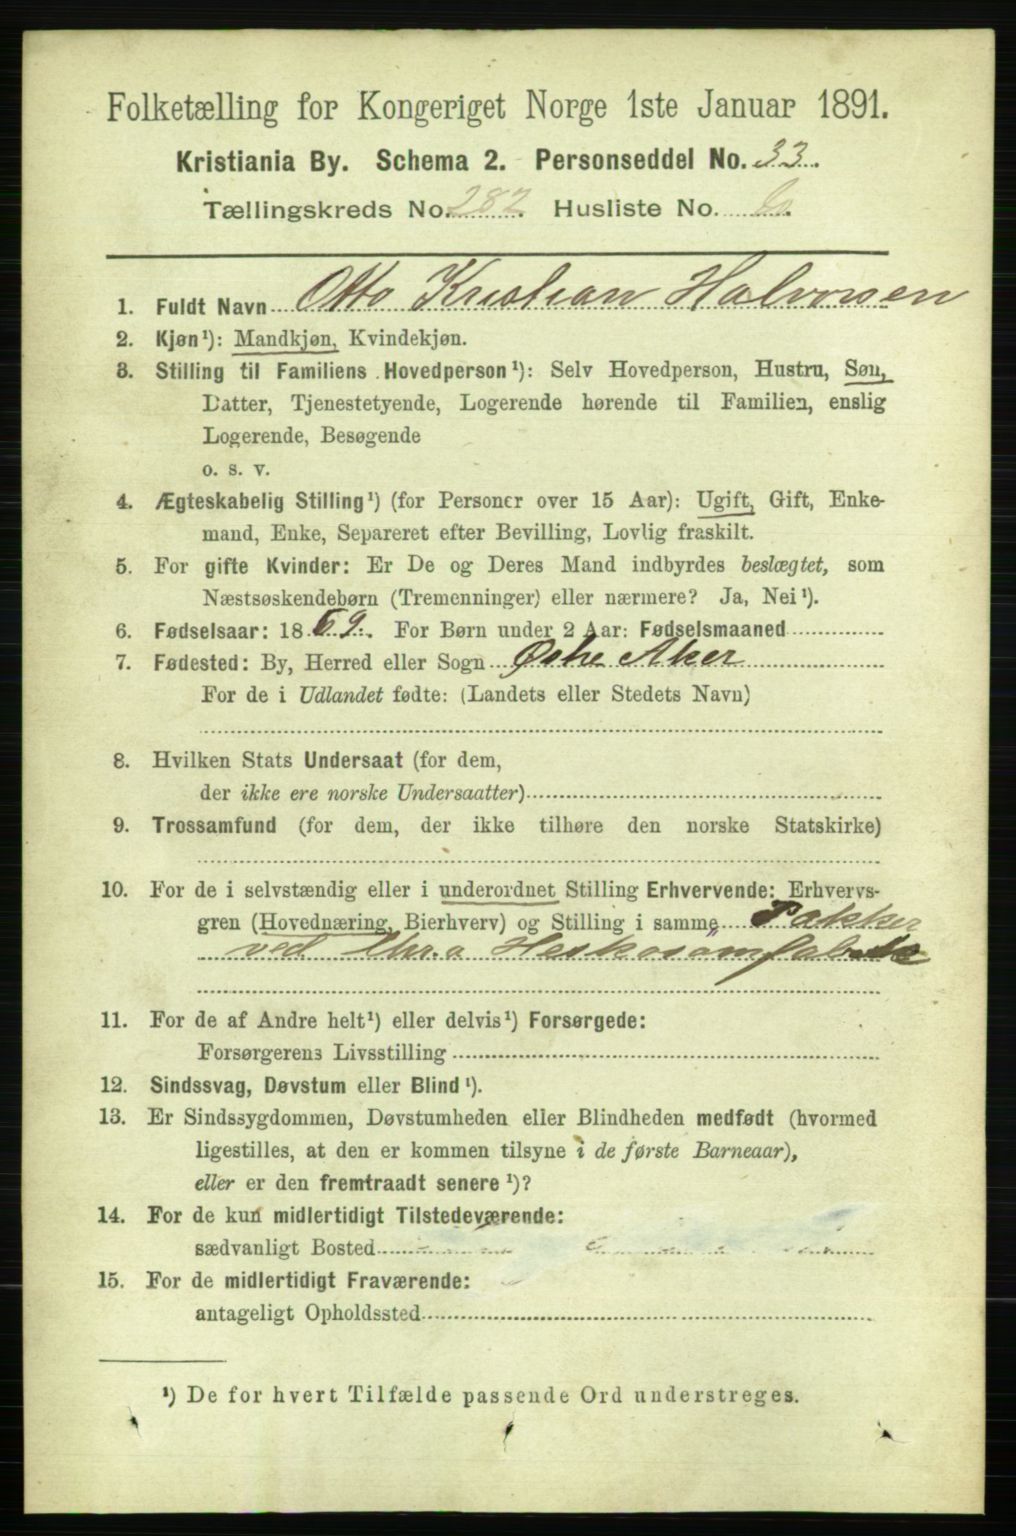 Folketælling for Kongeriget Norge 1ste Januar 1891.
Kristiania By. Schema 2. Personseddel No. 33.
Tællingskreds No. 282. Husliste No. 6.
1. Fuldt Navn Otto Kristian Halvorsen
2. Kjøn¹): Mandkjøn, Kvindekjøn.
3. Stilling til Familiens Hovedperson¹): Selv Hovedperson, Hustru, Søn,
Datter, Tjenestetyende, Logerende hørende til Familien, enslig
Logerende, Besøgende
o. s. v.
4. Ægteskabelig Stilling¹) (for Personer over 15 Aar): Ugift, Gift, Enke-
mand, Enke, Separeret efter Bevilling, Lovlig fraskilt.
5. For gifte Kvinder: Er De og Deres Mand indbyrdes beslægtet, som
Næstsøskendebørn (Tremenninger) eller nærmere? Ja, Nei¹).
6. Fødselsaar: 1869. For Børn under 2 Aar: Fødselsmaaned
7. Fødested: By, Herred eller Sogn Østre Aker
For de i Udlandet fødte: (Landets eller Stedets Navn)
8. Hvilken Stats Undersaat (for dem,
der ikke ere norske Undersaatter)
9. Trossamfund (for dem, der ikke tilhøre den norske Statskirke)
10. For de i selvstændig eller i underordnet Stilling Erhvervende: Erhvervs-
gren (Hovednæring, Bierhverv) og Stilling i samme Pakker
ved Chr.a Heskosømfabrik
11. For de af Andre helt¹) eller delvis¹) Forsørgede:
Forsørgerens Livsstilling
12. Sindssvag, Døvstum eller Blind¹).
13. Er Sindssygdommen, Døvstumheden eller Blindheden medfødt (hvormed
ligestilles, at den er kommen tilsyne i de første Barneaar),
eller er den fremtraadt senere¹)?
14. For de kun midlertidigt Tilstedeværende:
sædvanligt Bosted
15. For de midlertidigt Fraværende:
antageligt Opholdssted
¹) De for hvert Tilfælde passende Ord understreges.